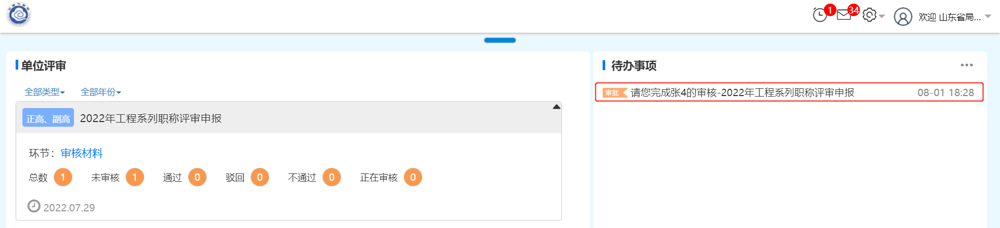 1 34 欢迎 山东省局...
单位评审
全部类型 全部年份
正高、副高 2022年工程系列职称评审申报
环节：审核材料
总数 1 未审核 1 通过 0 驳回 0 不通过 0 正在审核 0
2022.07.29
待办事项
审批 请您完成张4的审核-2022年工程系列职称评审申报 08-01 18:28